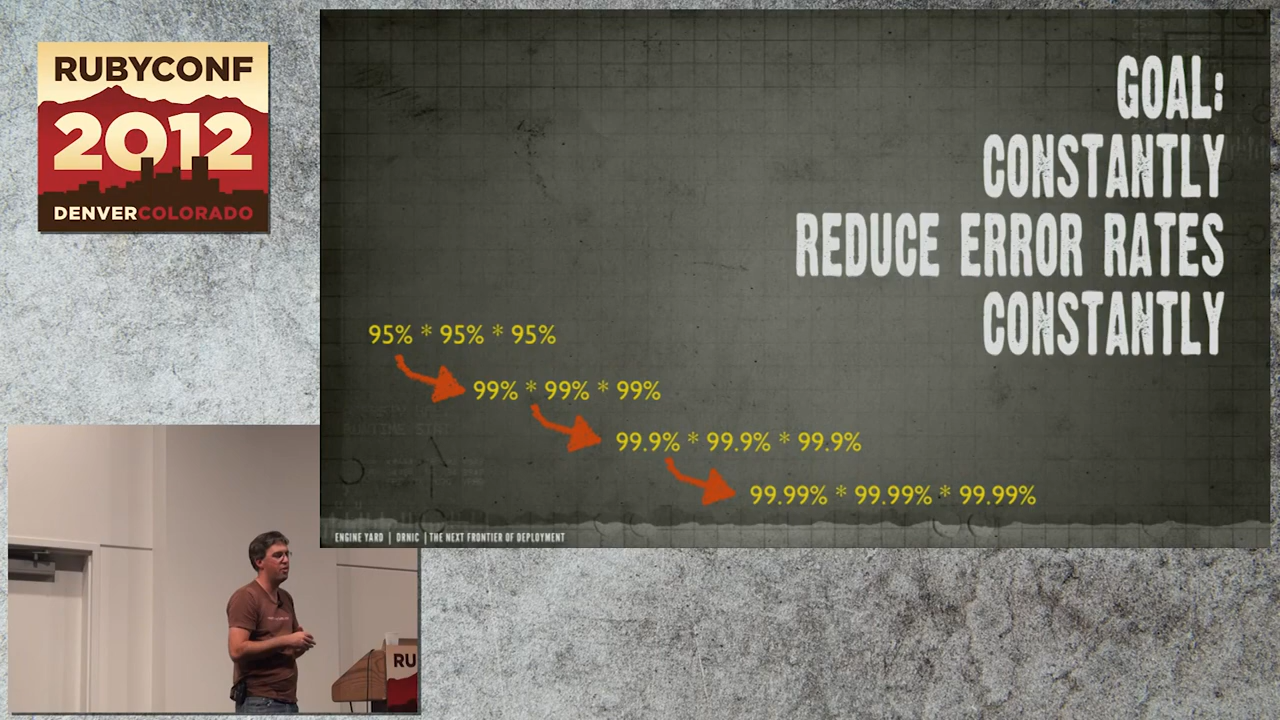 RUBYCONF
2012
DENVERCOLORADO
GOAL:
CONSTANTLY
REDUCE ERROR RATES
CONSTANTLY
95% * 95% * 95%
99% * 99% * 99%
99.9% * 99.9% * 99.9%
99.99% * 99.99% * 99.99%
ENGINE YARD | DRNIC | THE NEXT FRONTIER OF DEPLOYMENT
RU